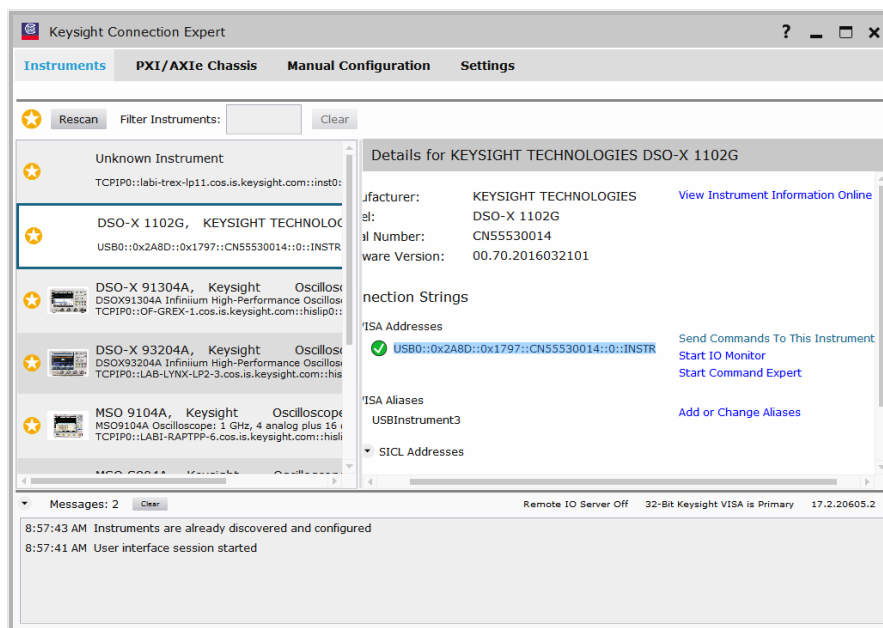 Keysight Connection Expert
?
Instruments PXI/AXIe Chassis Manual Configuration Settings
Rescan Filter Instruments: Clear
Unknown Instrument
TCPIP0::labi-trex-lp11.cos.is.keysight.com::inst0:
DSO-X 1102G, KEYSIGHT TECHNOLOG
USB0::0x2A8D::0x1797::CN55530014::0::INSTR
DSO-X 91304A, Keysight Oscillosc
DSOX91304A Infiniium High-Performance Oscillosc
TCPIP0::OF-GREX-1.cos.is.keysight.com::hislip0::
DSO-X 93204A, Keysight Oscillosc
DSOX93204A Infiniium High-Performance Oscillosc
TCPIP0::LAB-LYNX-LP2-3.cos.is.keysight.com::his
MSO 9104A, Keysight Oscilloscope
MSO9104A Oscilloscope: 1 GHz, 4 analog plus 16
TCPIP0::LABI-RAPTPP-6.cos.is.keysight.com::hisli
Details for KEYSIGHT TECHNOLOGIES DSO-X 1102G
ufacturer: KEYSIGHT TECHNOLOGIES View Instrument Information Online
el: DSO-X 1102G
al Number: CN55530014
ware Version: 00.70.2016032101
nection Strings
VISA Addresses
USB0::0x2A8D::0x1797::CN55530014::0::INSTR
Send Commands To This Instrument
Start IO Monitor
Start Command Expert
VISA Aliases
USBInstrument3
Add or Change Aliases
SICL Addresses
Messages: 2 Clear Remote IO Server Off 32-Bit Keysight VISA is Primary 17.2.20605.2
8:57:43 AM Instruments are already discovered and configured
8:57:41 AM User interface session started